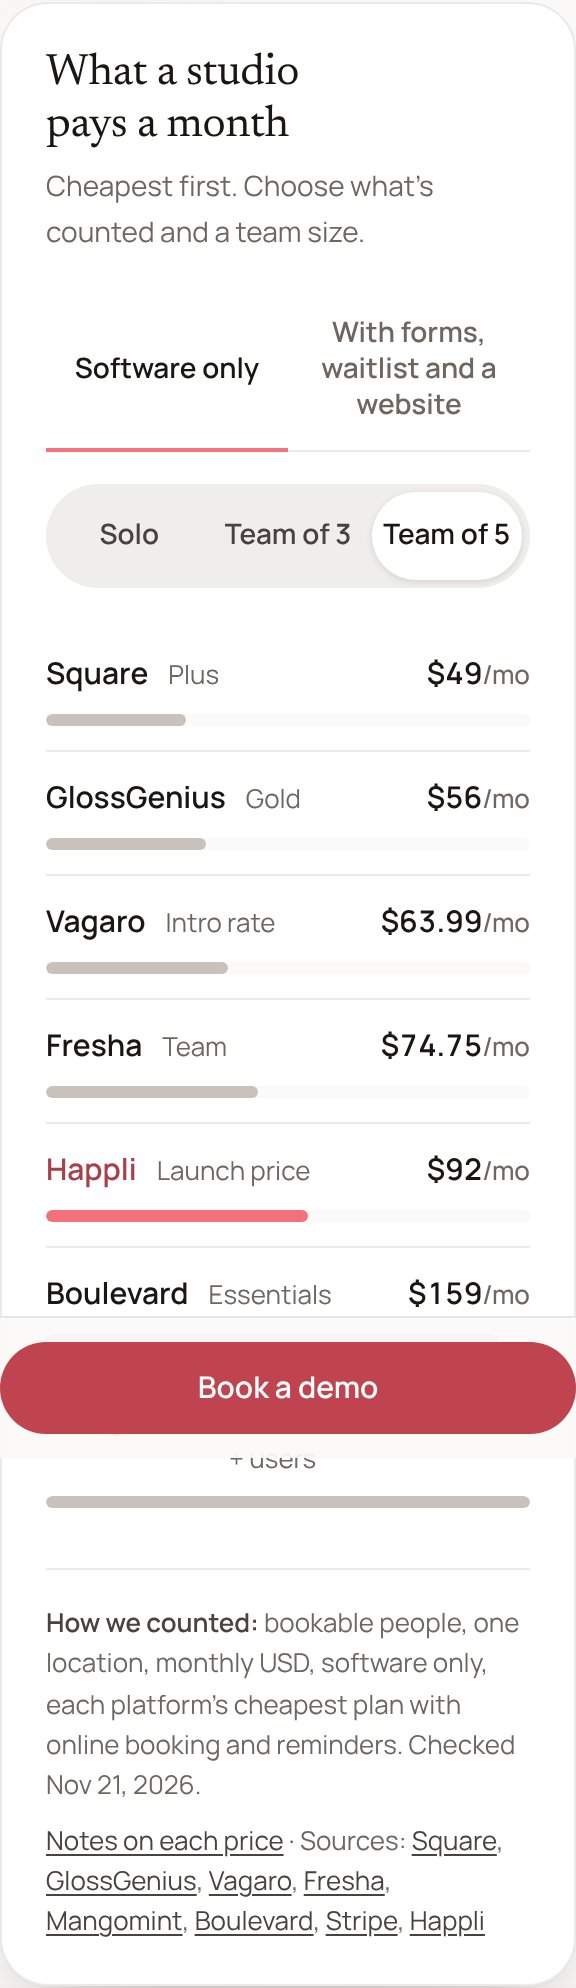 What a studio
pays a month
Cheapest first. Choose what’s
counted and a team size.
Software only
With forms,
waitlist and a
website
Solo
Team of 3
Team of 5
Square Plus $49/mo
GlossGenius Gold $56/mo
Vagaro Intro rate $63.99/mo
Fresha Team $74.75/mo
Happli Launch price $92/mo
Boulevard Essentials $159/mo
Book a demo
+ users
How we counted: bookable people, one
location, monthly USD, software only,
each platform’s cheapest plan with
online booking and reminders. Checked
Nov 21, 2026.
Notes on each price · Sources: Square,
GlossGenius, Vagaro, Fresha,
Mangomint, Boulevard, Stripe, Happli